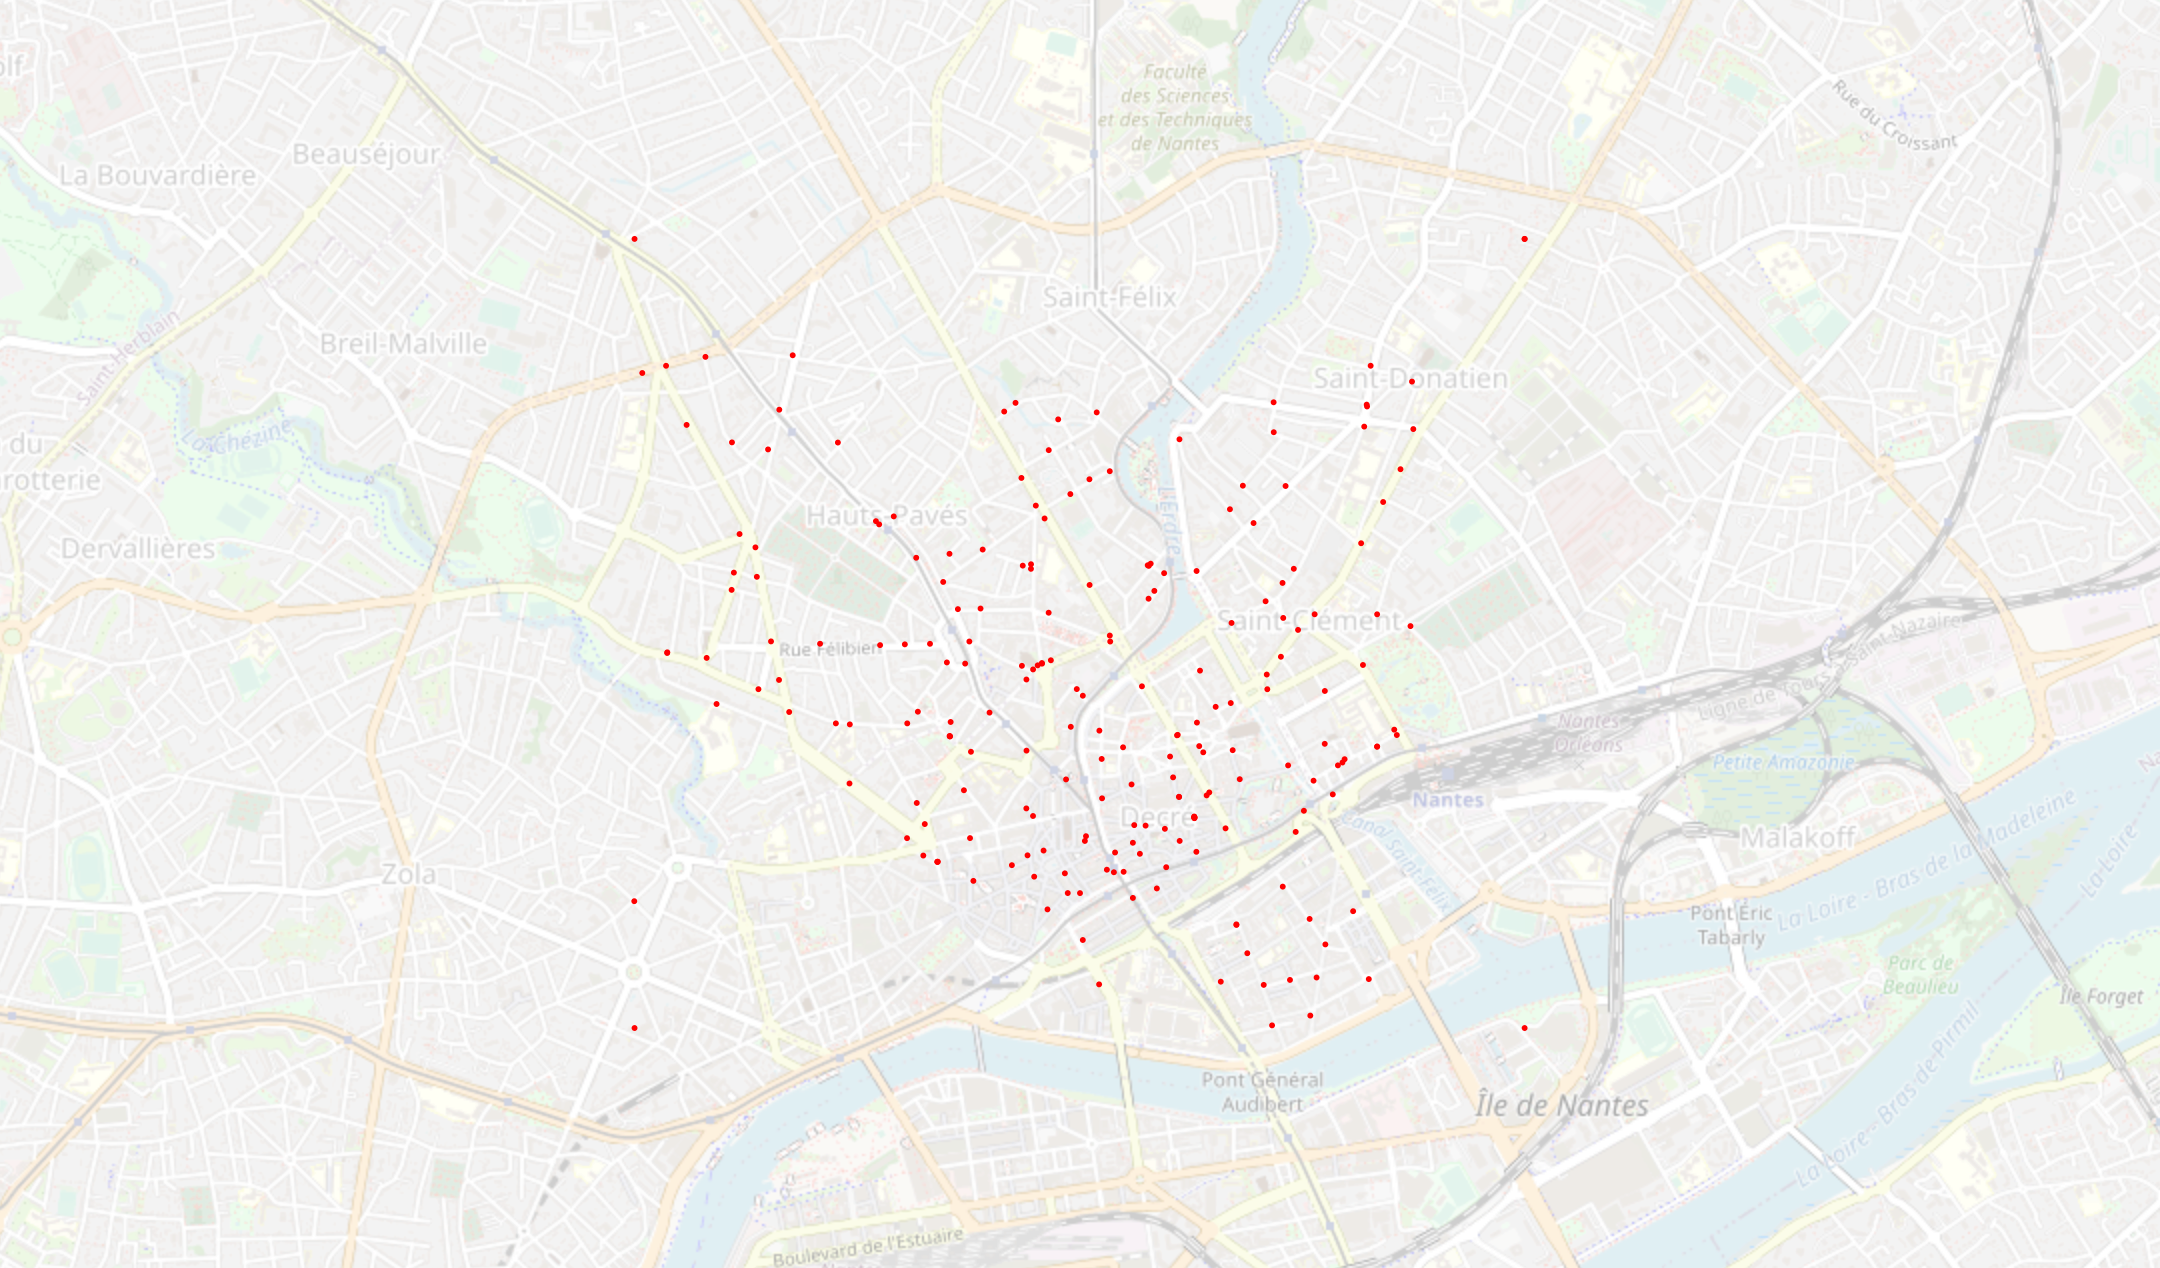 Faculté
des Sciences
et des Techniques
de Nantes
Rue du Croissant
Beauséjour
La Bouvardière
Saint-Félix
Saint-Herblain
Breil-Malville
Saint-Donatien
La Chézine
du
Hauts-Pavés
L'Erdre
Dervallières
Saint-Clément
Rue Félibien
Ligne de Tours à Saint-Nazaire
Nantes
Orléans
Petite Amazonie
Nantes
Decré
Canal Saint-Félix
Malakoff
La Loire - Bras de la Madeleine
La Loire
Zola
Pont Éric
Tabarly
Parc de
Beaulieu
Île Forget
La Loire - Bras de Pirmil
Pont Général
Audibert
Île de Nantes
Boulevard de l'Estuaire